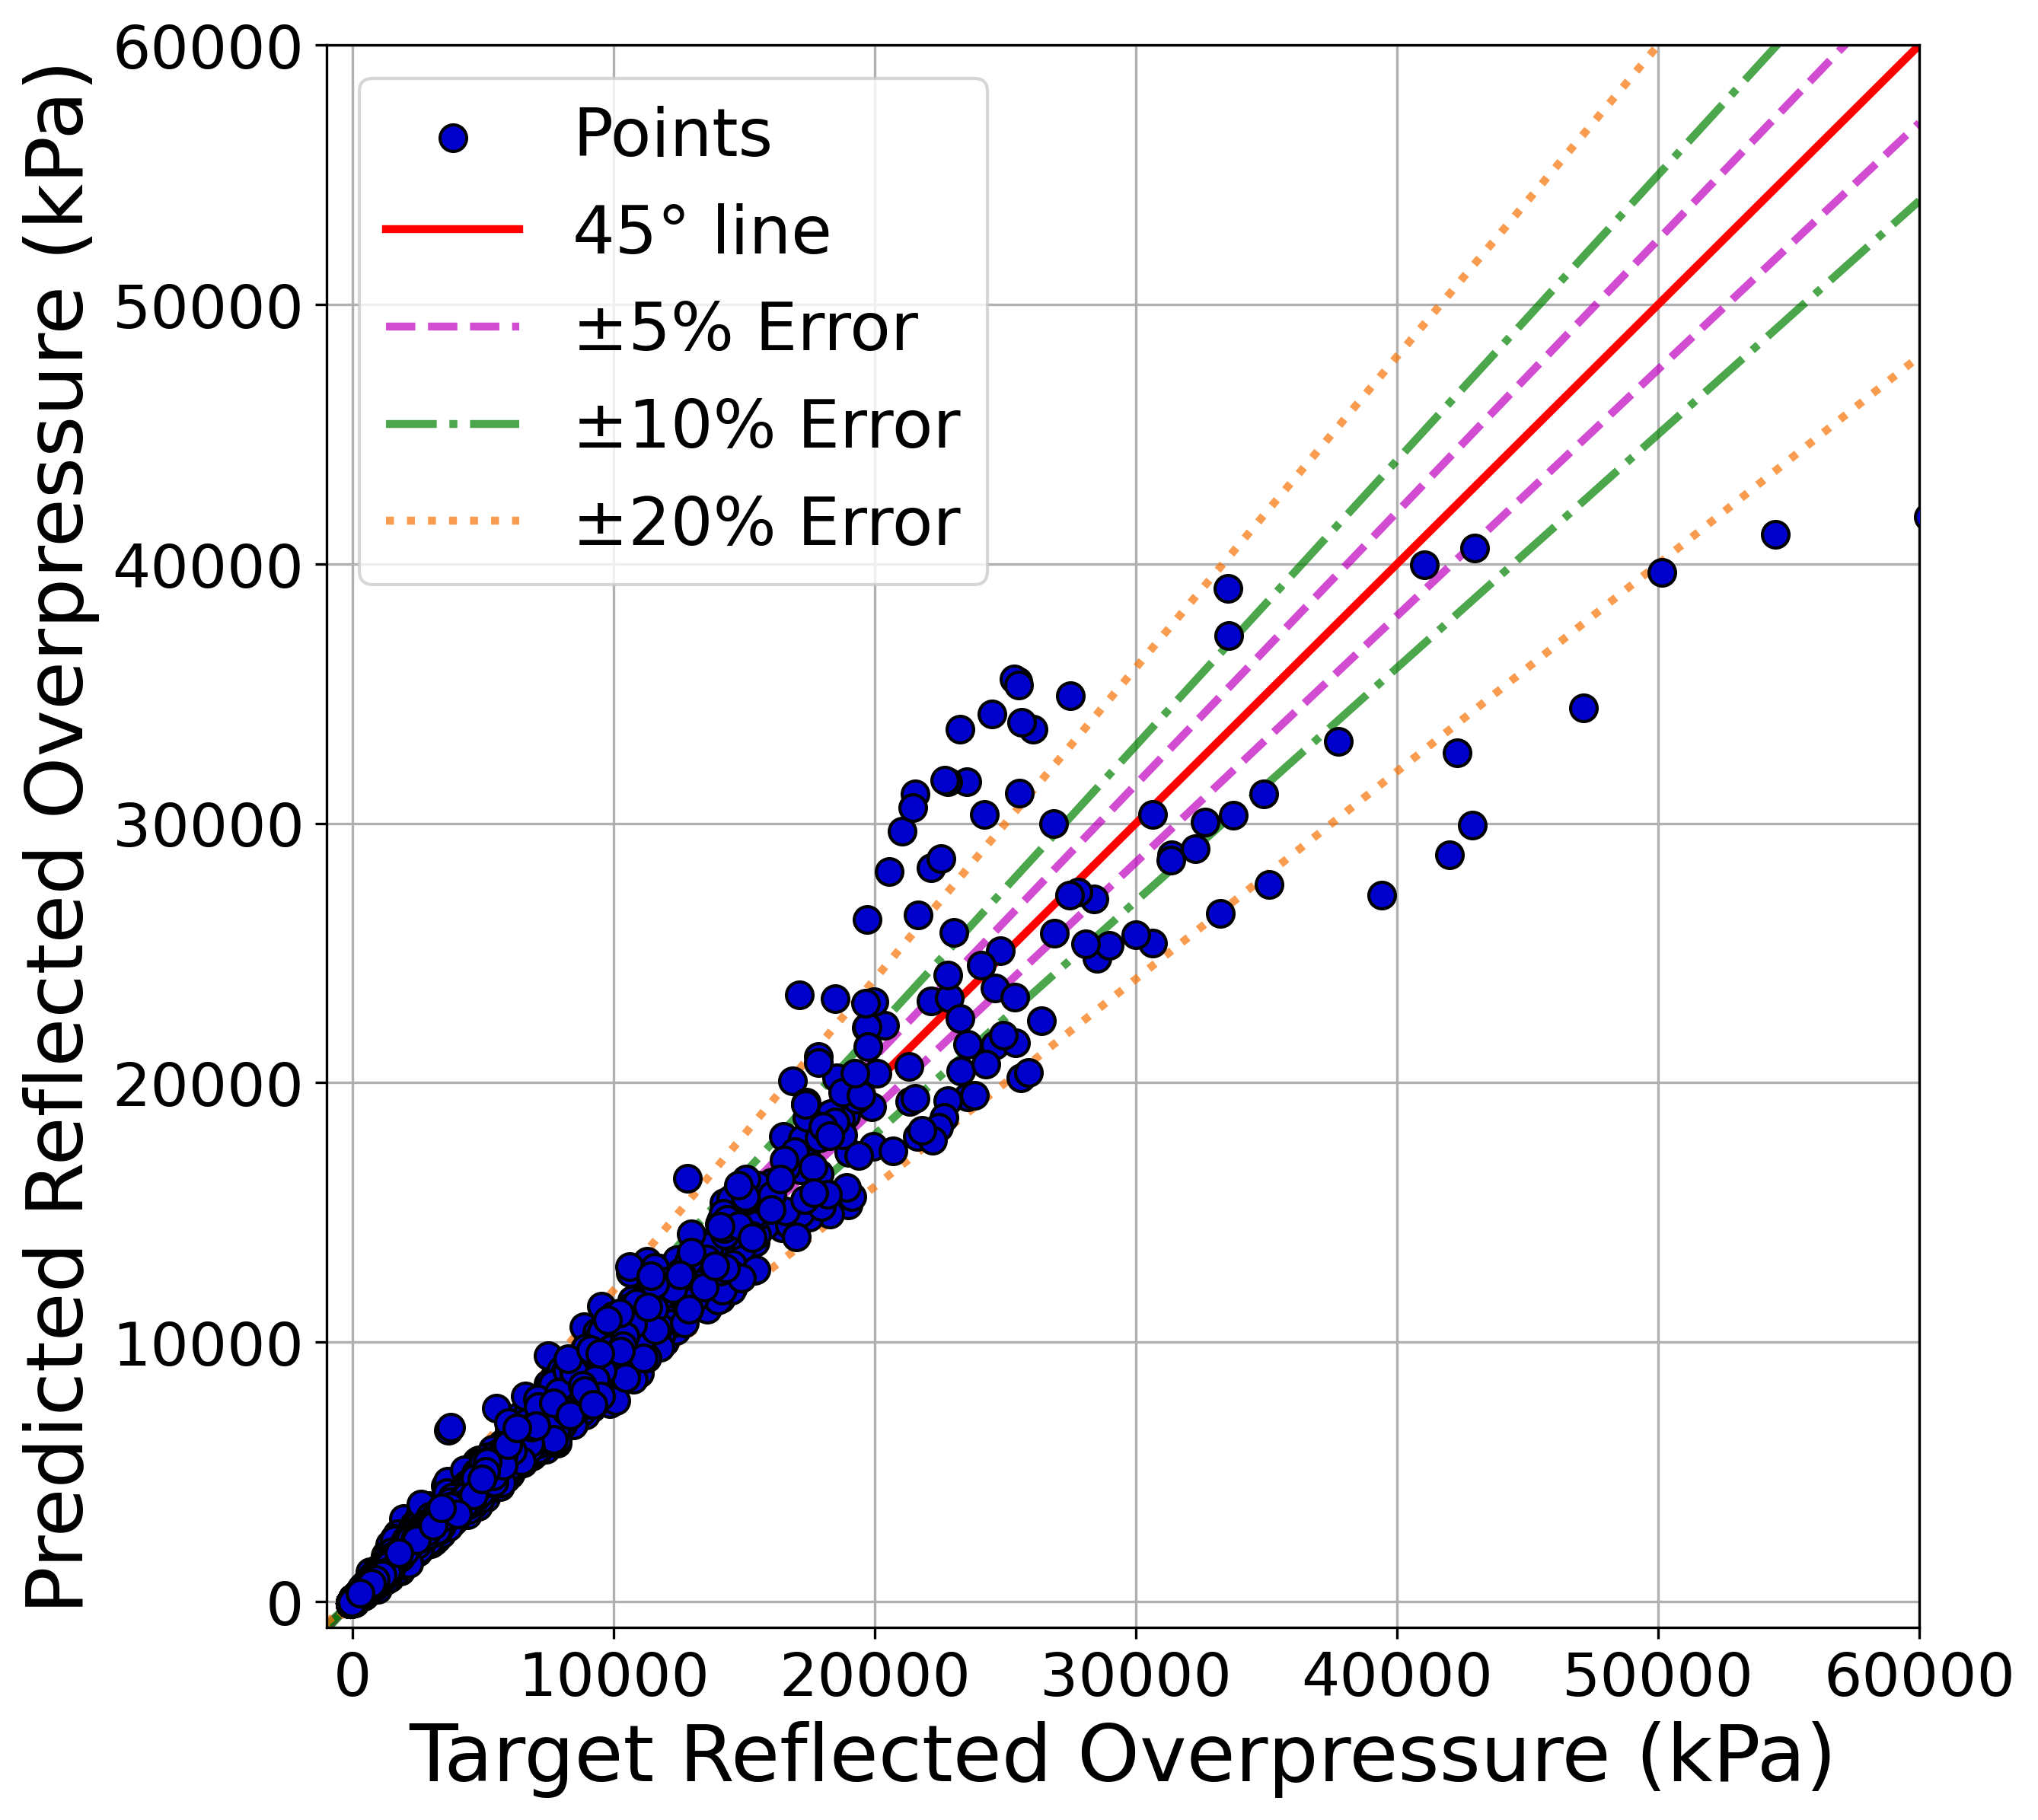 60000
50000
40000
30000
20000
10000
0
Predicted Reflected Overpressure (kPa)
Points
45° line
±5% Error
±10% Error
±20% Error
0 10000 20000 30000 40000 50000 60000
Target Reflected Overpressure (kPa)